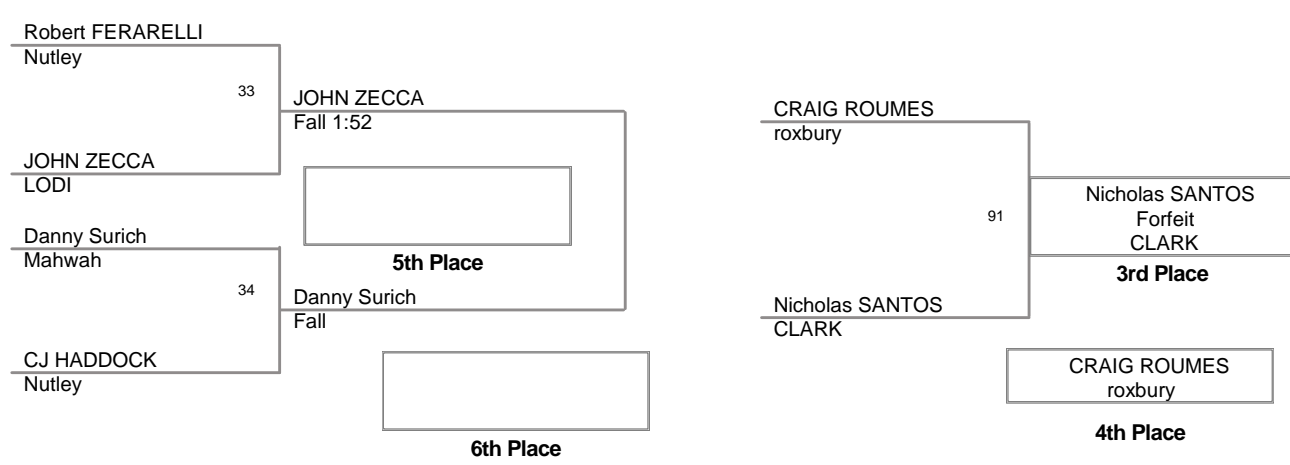 Robert FERARELLI
Nutley
33
JOHN ZECCA
Fall 1:52
JOHN ZECCA
LODI
Danny Surich
Mahwah
5th Place
34
Danny Surich
Fall
CJ HADDOCK
Nutley
6th Place
CRAIG ROUMES
roxbury
91
Nicholas SANTOS
Forfeit
CLARK
3rd Place
Nicholas SANTOS
CLARK
CRAIG ROUMES
roxbury
4th Place